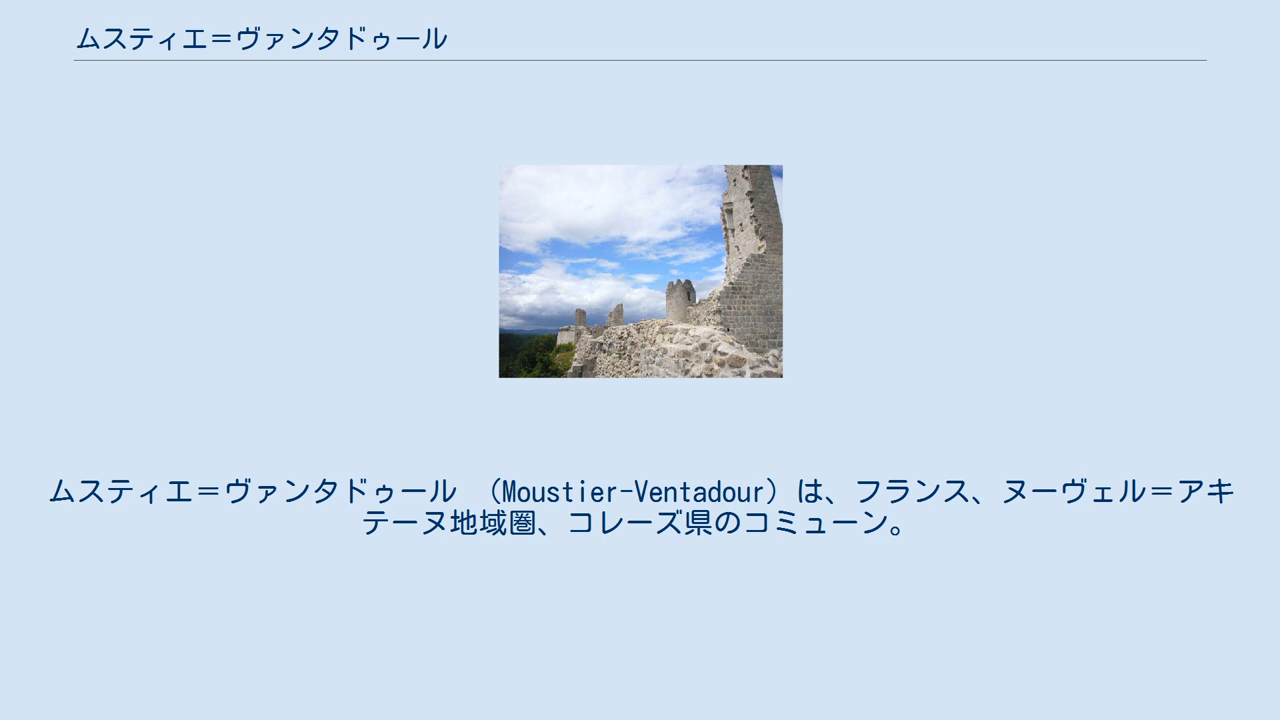 ムスティエ＝ヴァンタドゥール
ムスティエ＝ヴァンタドゥール　（Moustier-Ventadour）は、フランス、ヌーヴェル＝アキ
テーヌ地域圏、コレーズ県のコミューン。